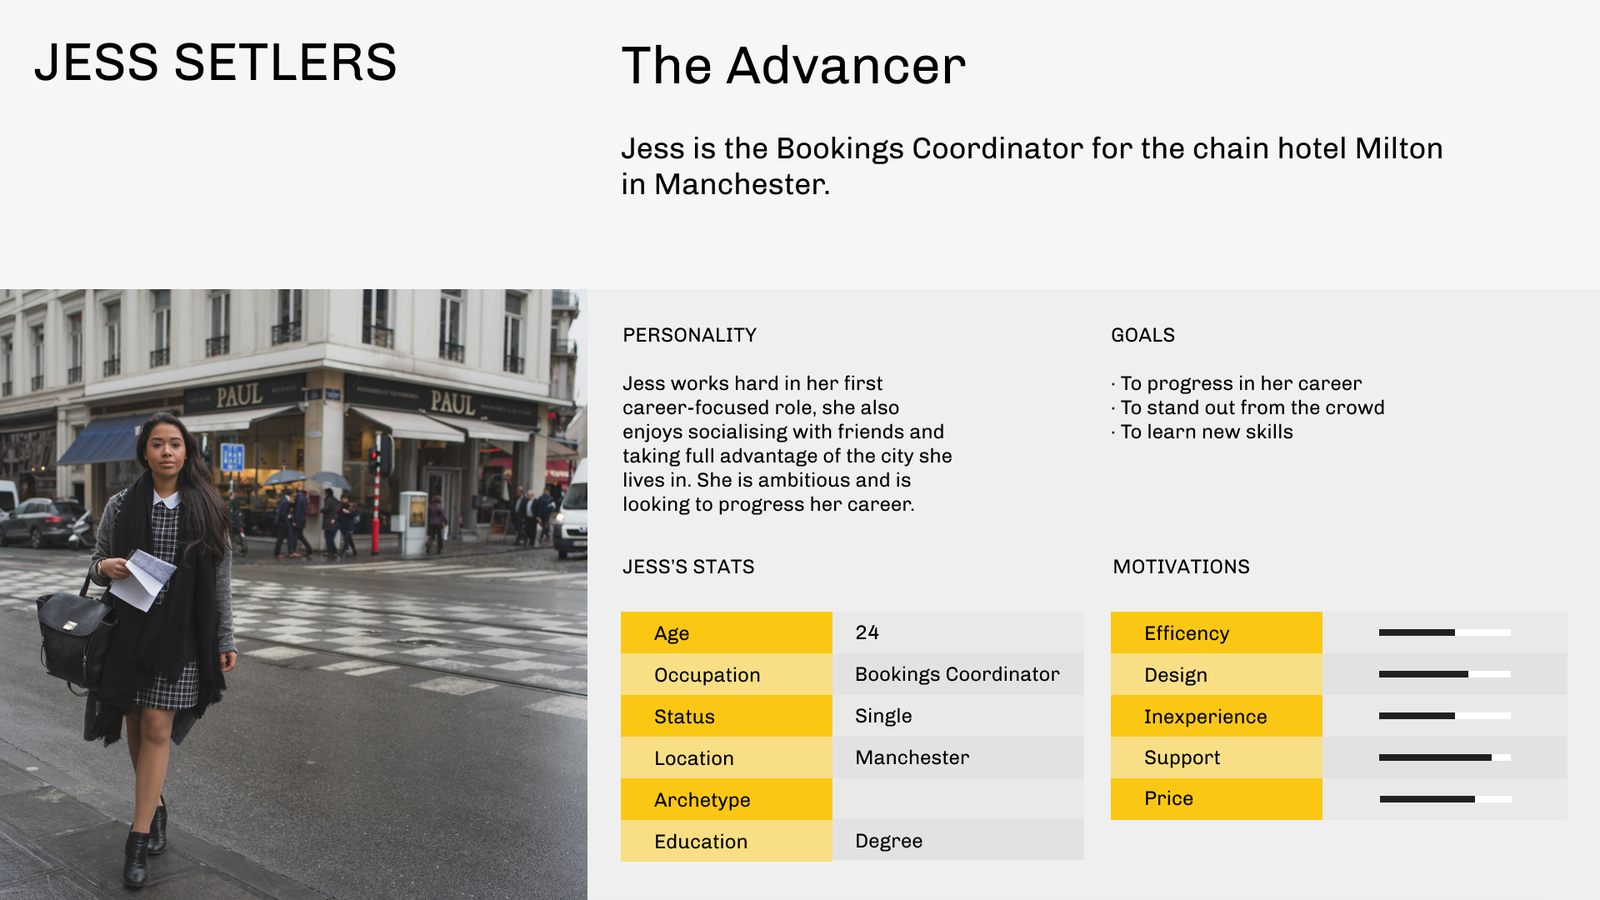 JESS SETLERS
The Advancer
Jess is the Bookings Coordinator for the chain hotel Milton
in Manchester.
PAUL
PAUL
PERSONALITY
Jess works hard in her first
career-focused role, she also
enjoys socialising with friends and
taking full advantage of the city she
lives in. She is ambitious and is
looking to progress her career.
GOALS
· To progress in her career
· To stand out from the crowd
· To learn new skills
JESS'S STATS
Age 24
Occupation Bookings Coordinator
Status Single
Location Manchester
Archetype
Education Degree
MOTIVATIONS
Efficency
Design
Inexperience
Support
Price